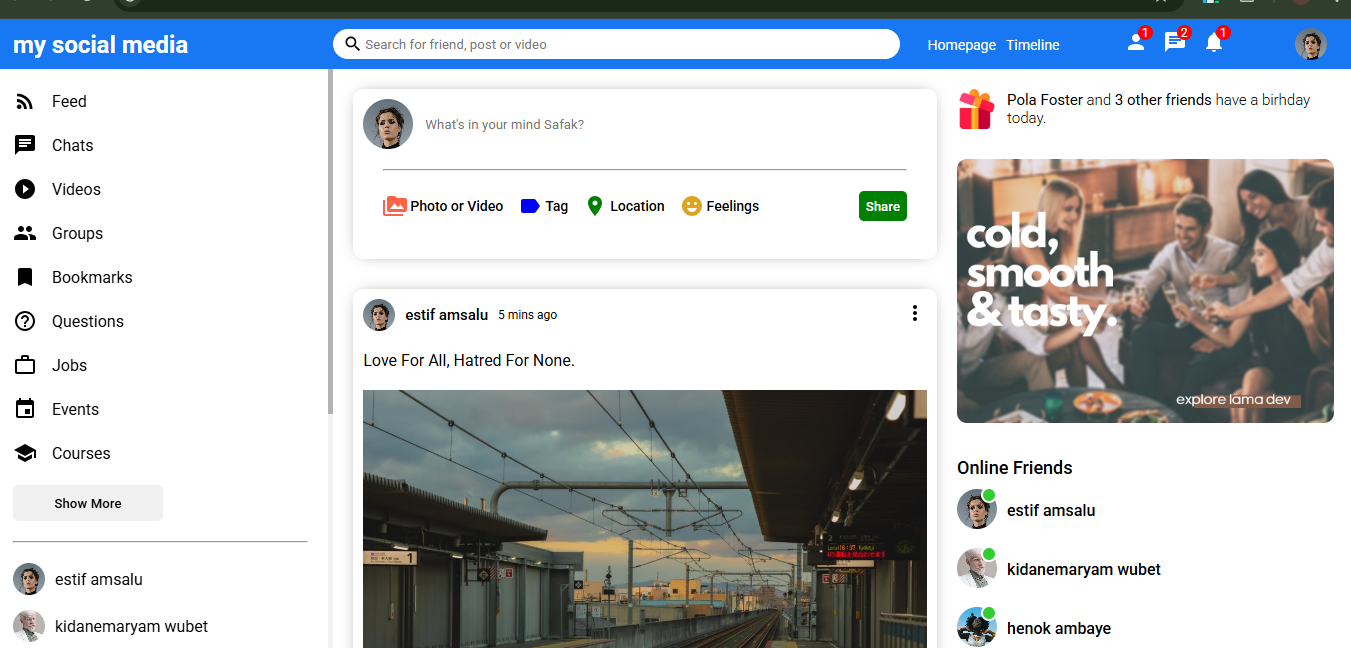 my social media
Search for friend, post or video
Homepage Timeline
1
2
1
Feed
Chats
Videos
Groups
Bookmarks
Questions
Jobs
Events
Courses
Show More
estif amsalu
kidanemaryam wubet
What's in your mind Safak?
Photo or Video
Tag
Location
Feelings
Share
estif amsalu 5 mins ago
Love For All, Hatred For None.
1
2
Pola Foster and 3 other friends have a birhday
today.
cold,
smooth
& tasty.
explore lama dev
Online Friends
estif amsalu
kidanemaryam wubet
henok ambaye